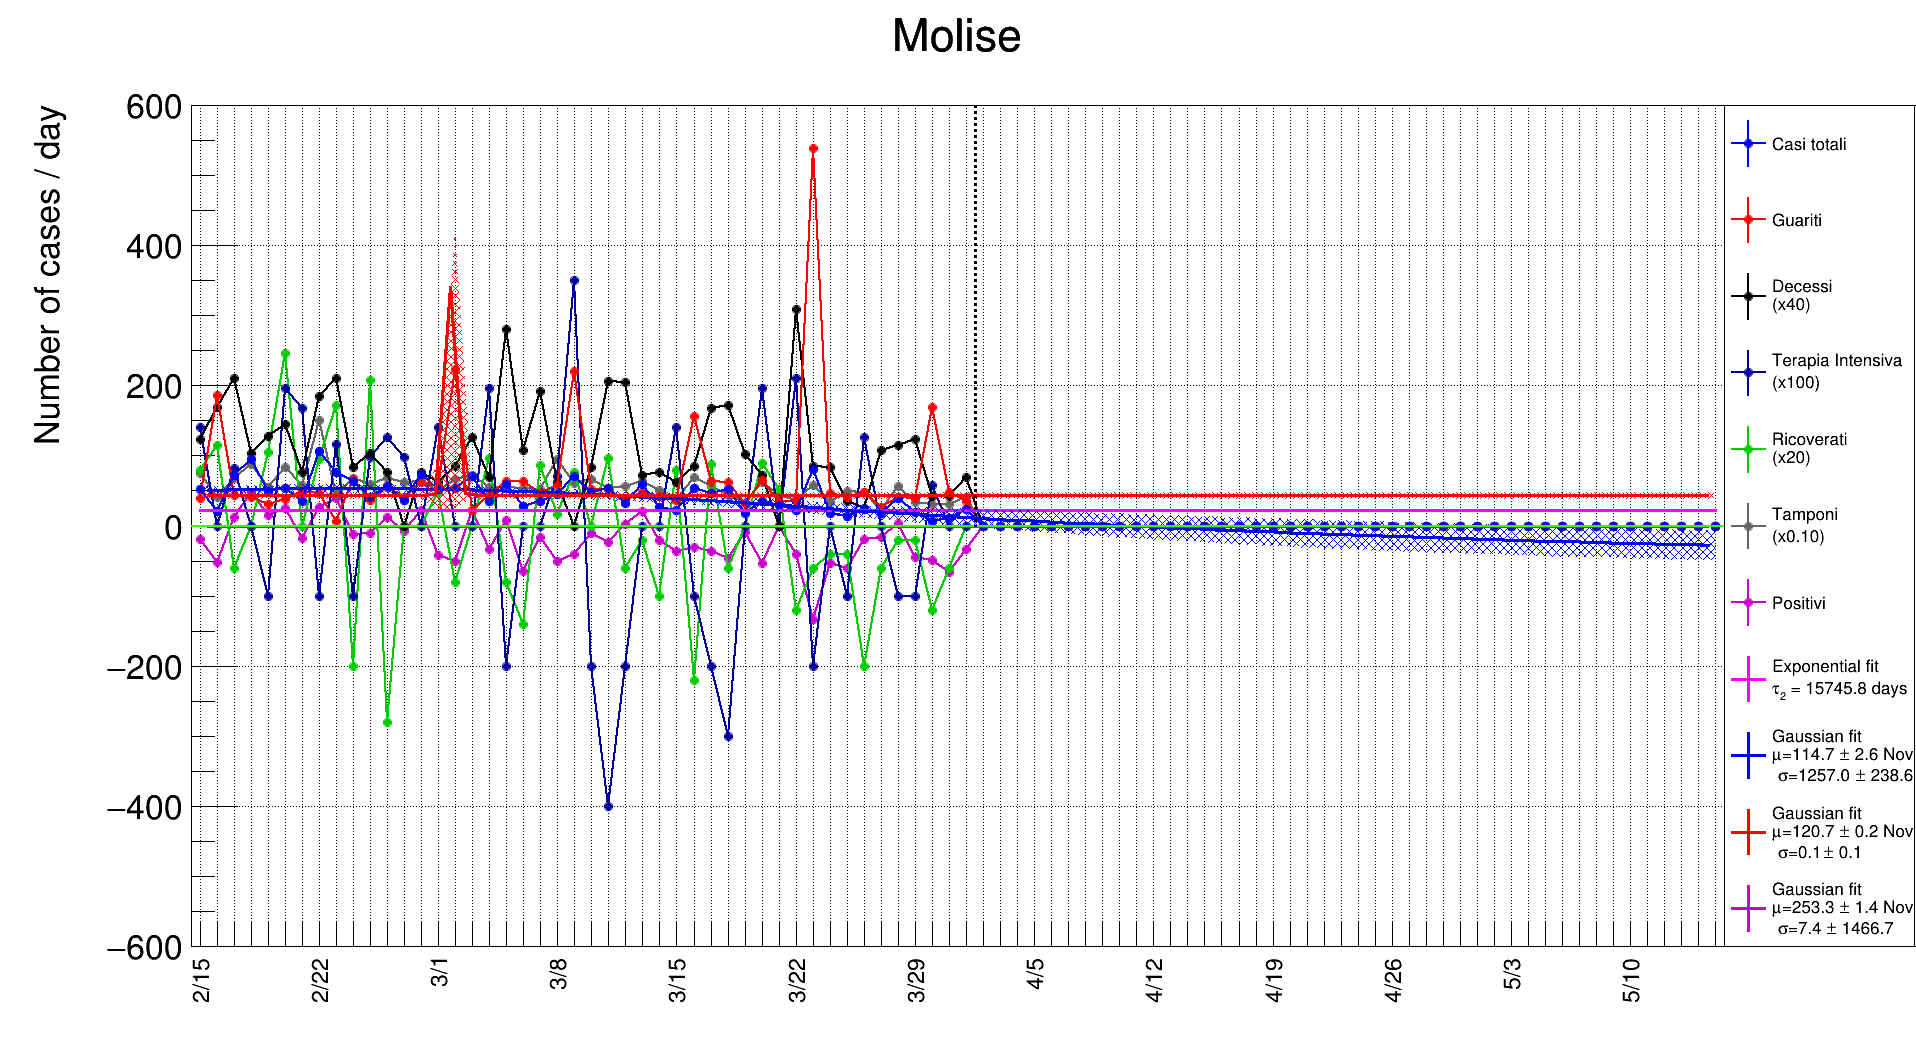 Molise
Number of cases / day
600
400
200
0
−200
−400
−600
2/15
2/22
3/1
3/8
3/15
3/22
3/29
4/5
4/12
4/19
4/26
5/3
5/10
Casi totali
Guariti
Decessi
(x40)
Terapia Intensiva
(x100)
Ricoverati
(x20)
Tamponi
(x0.10)
Positivi
Exponential fit
τ2 = 15745.8 days
Gaussian fit
μ=114.7 ± 2.6 Nov
σ=1257.0 ± 238.6
Gaussian fit
μ=120.7 ± 0.2 Nov
σ=0.1 ± 0.1
Gaussian fit
μ=253.3 ± 1.4 Nov
σ=7.4 ± 1466.7